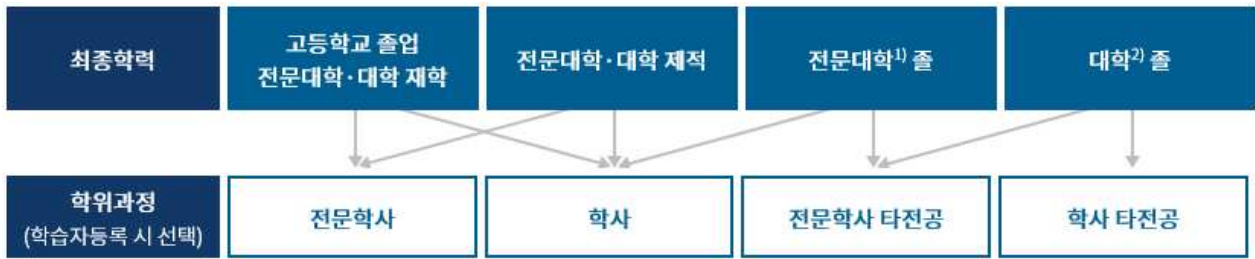 최종학력
고등학교 졸업
전문대학·대학 재학
전문대학·대학 제적
전문대학1) 졸
대학2) 졸
학위과정
(학습자등록 시 선택)
전문학사
학사
전문학사 타전공
학사 타전공